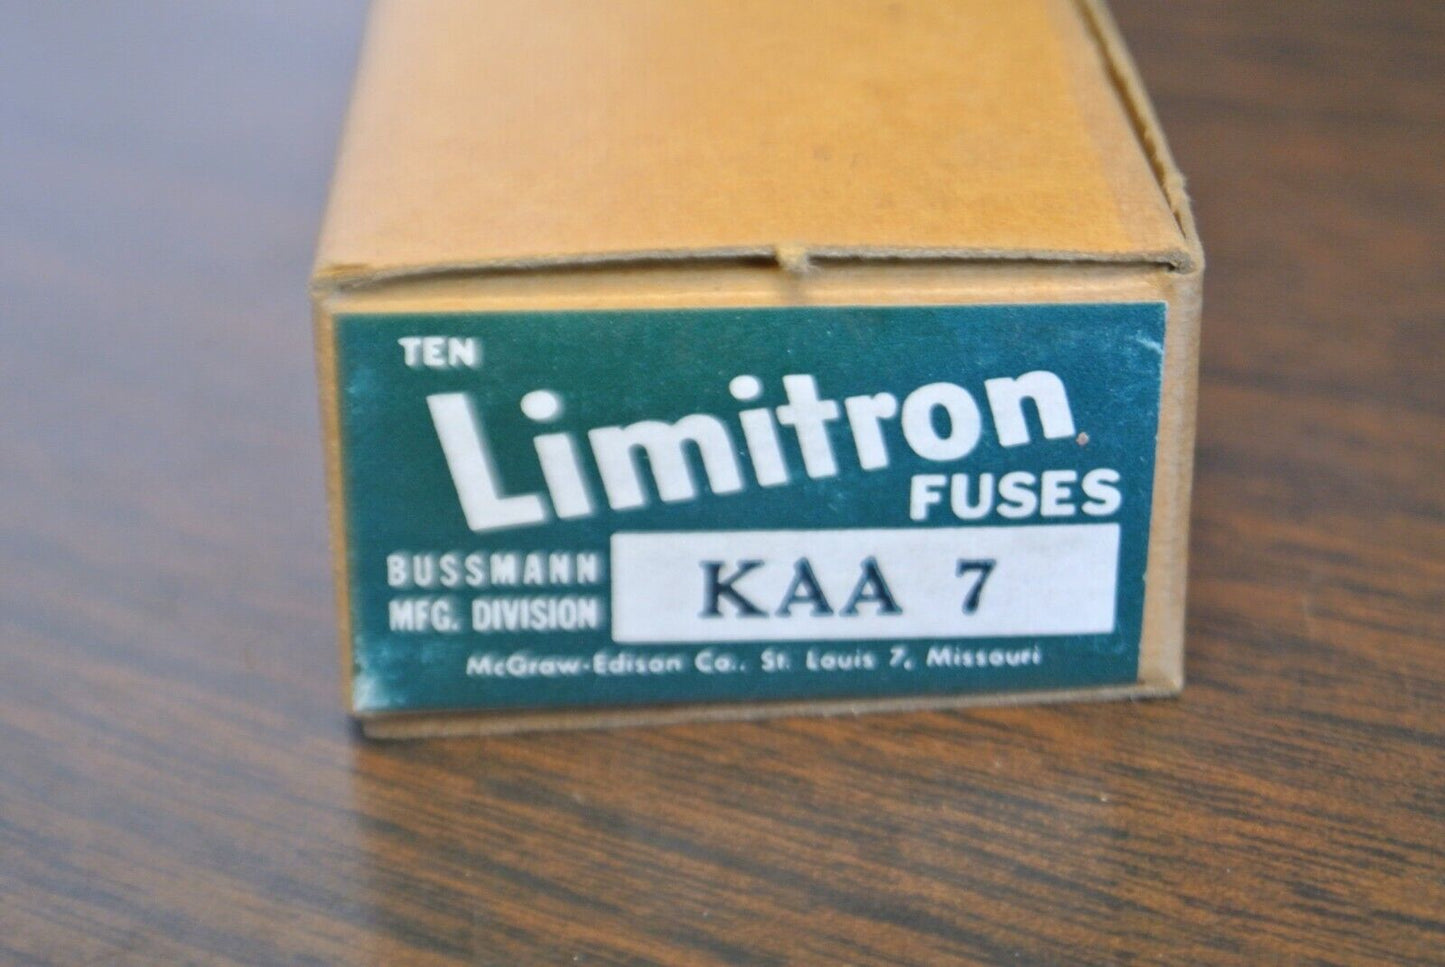 TEN
Limitron
FUSES
BUSSMANN
MFG. DIVISION
KAA 7
McGraw-Edison Co., St. Louis 7, Missouri